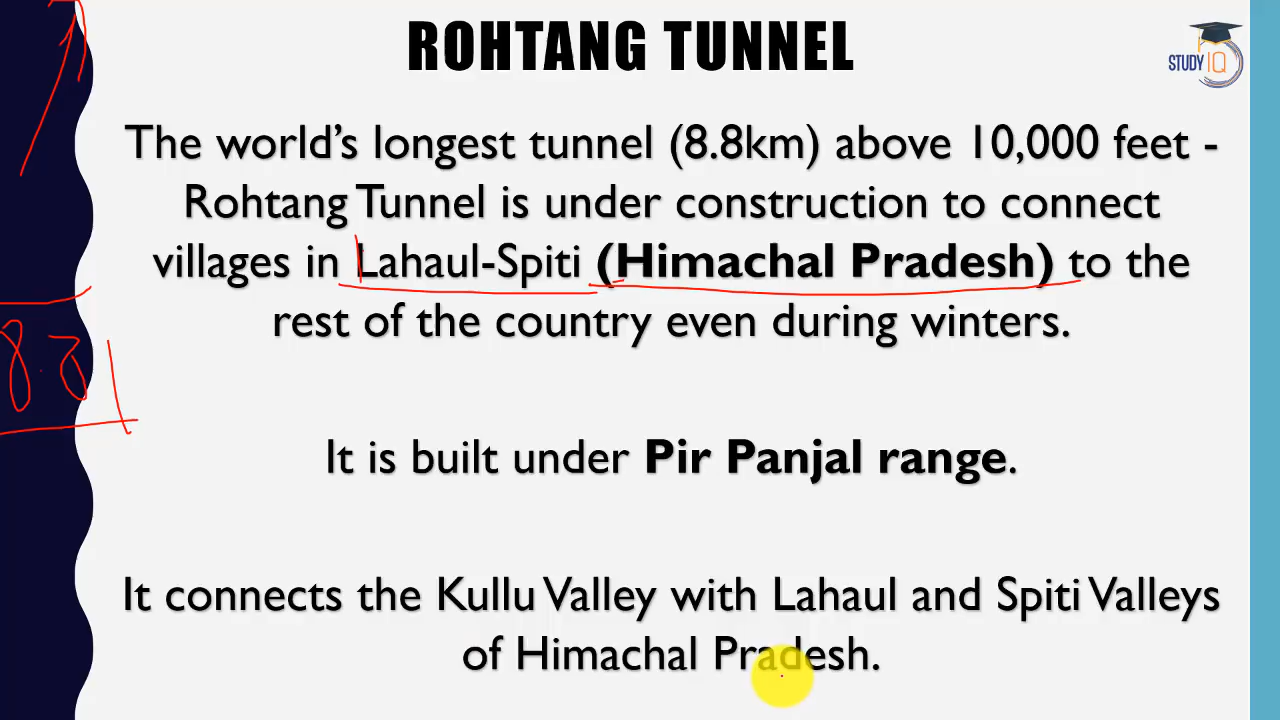 ROHTANG TUNNEL
STUDY IQ
The world's longest tunnel (8.8km) above 10,000 feet -
Rohtang Tunnel is under construction to connect
villages in Lahaul-Spiti (Himachal Pradesh) to the
rest of the country even during winters.
It is built under Pir Panjal range.
It connects the Kullu Valley with Lahaul and Spiti Valleys
of Himachal Pradesh.